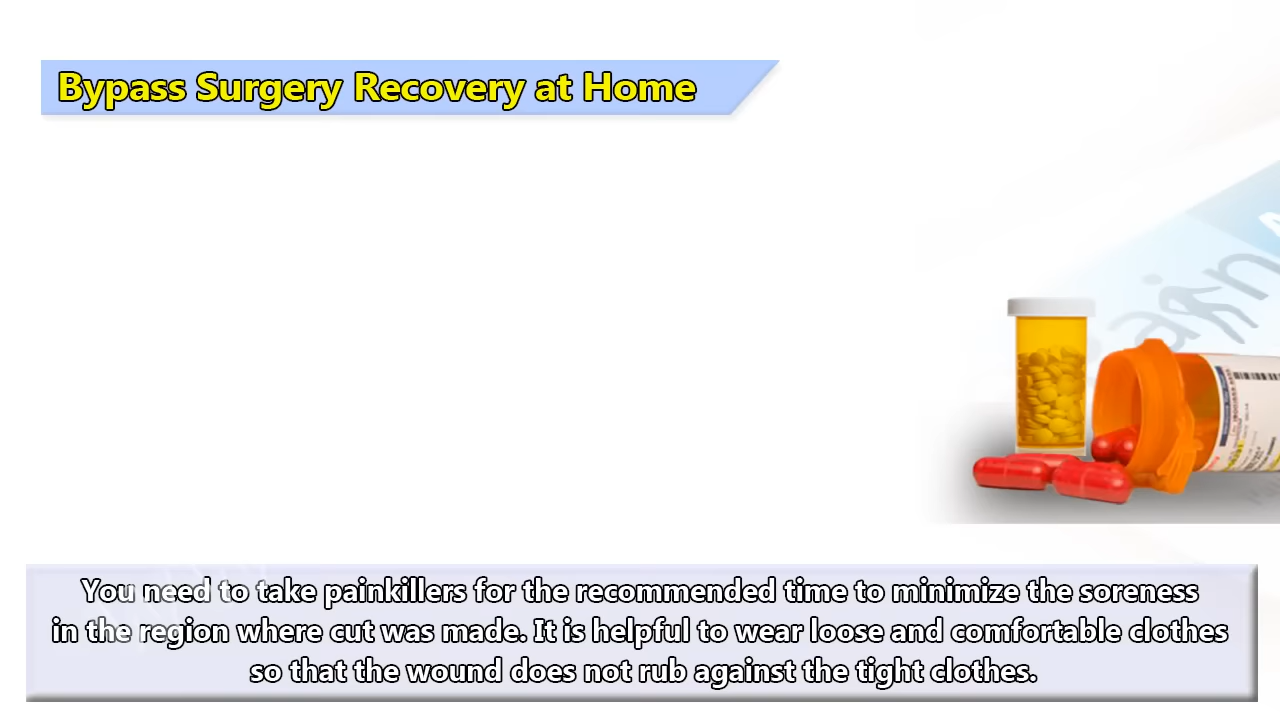 Bypass Surgery Recovery at Home
You need to take painkillers for the recommended time to minimize the soreness
in the region where cut was made. It is helpful to wear loose and comfortable clothes
so that the wound does not rub against the tight clothes.